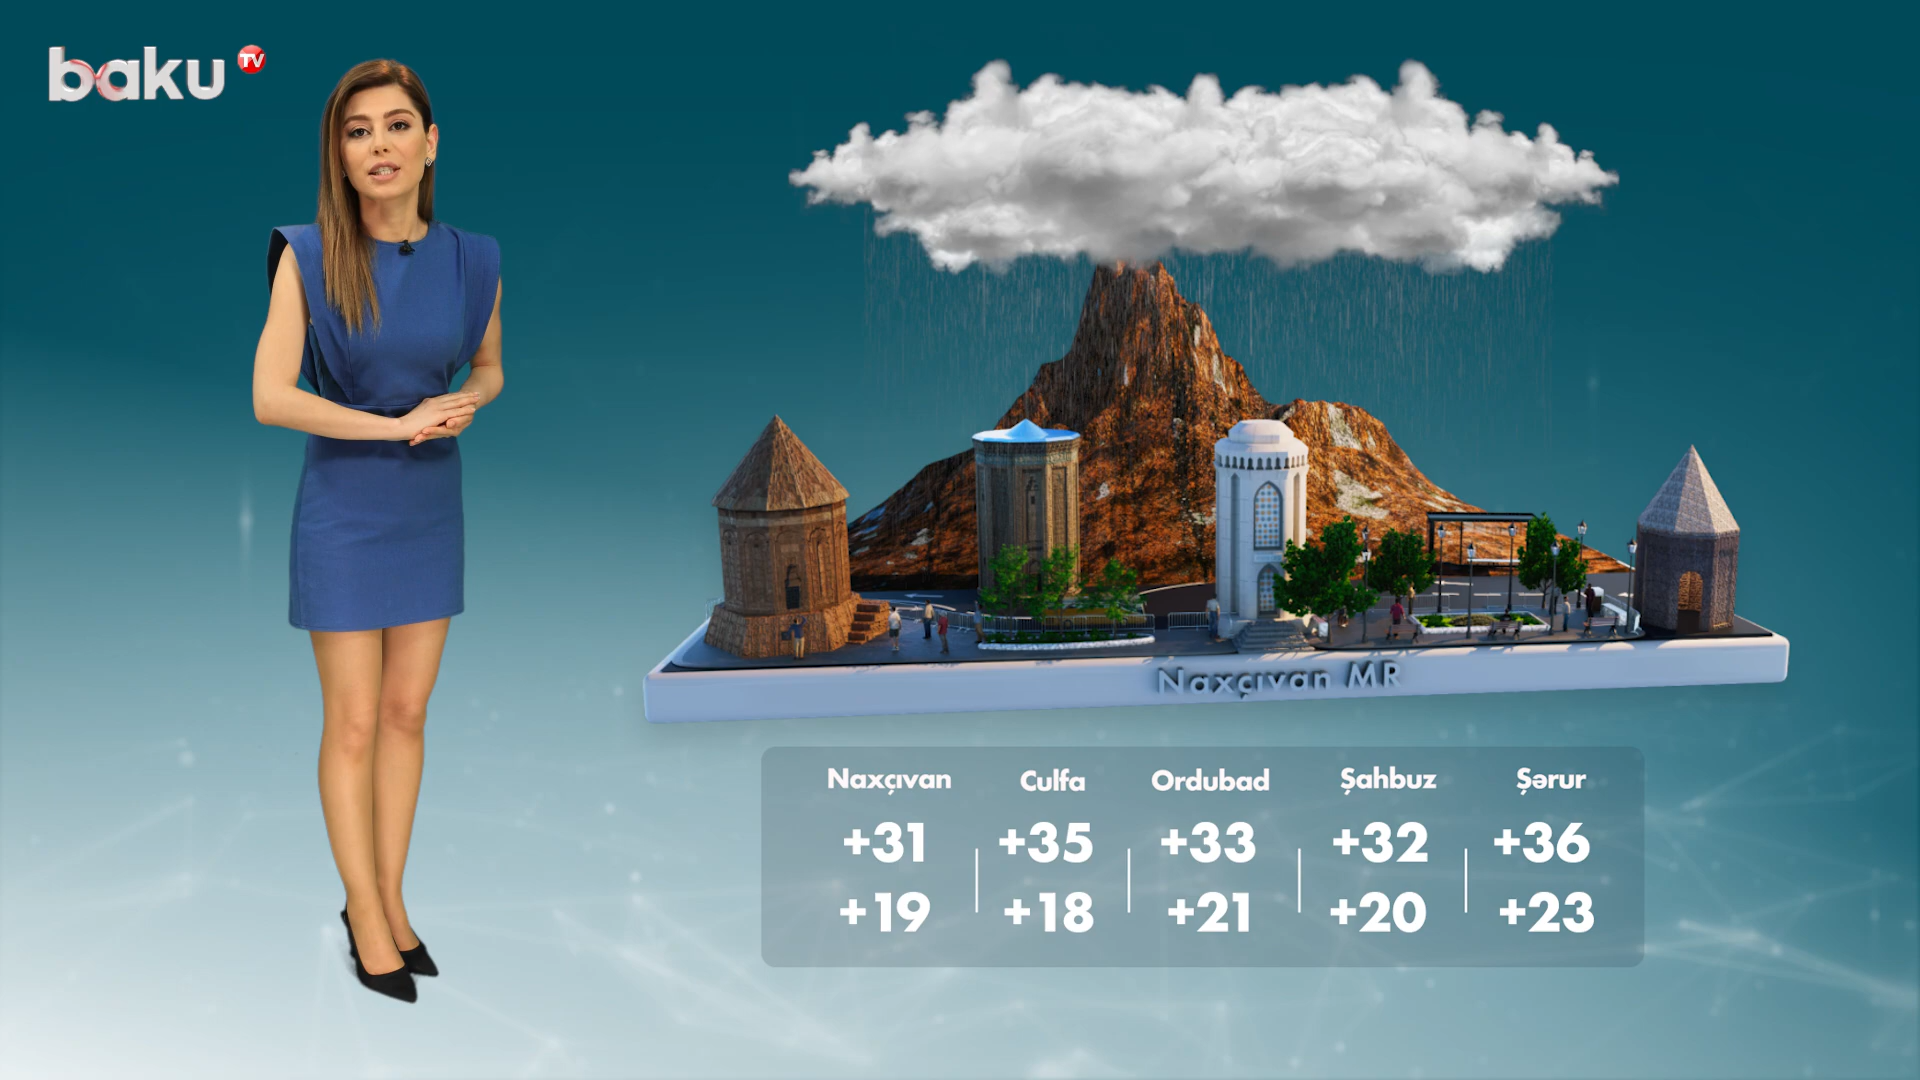 baku TV
Naxçıvan MR
Naxçıvan Culfa Ordubad Şahbuz Şərur
+31 +35 +33 +32 +36
+19 +18 +21 +20 +23